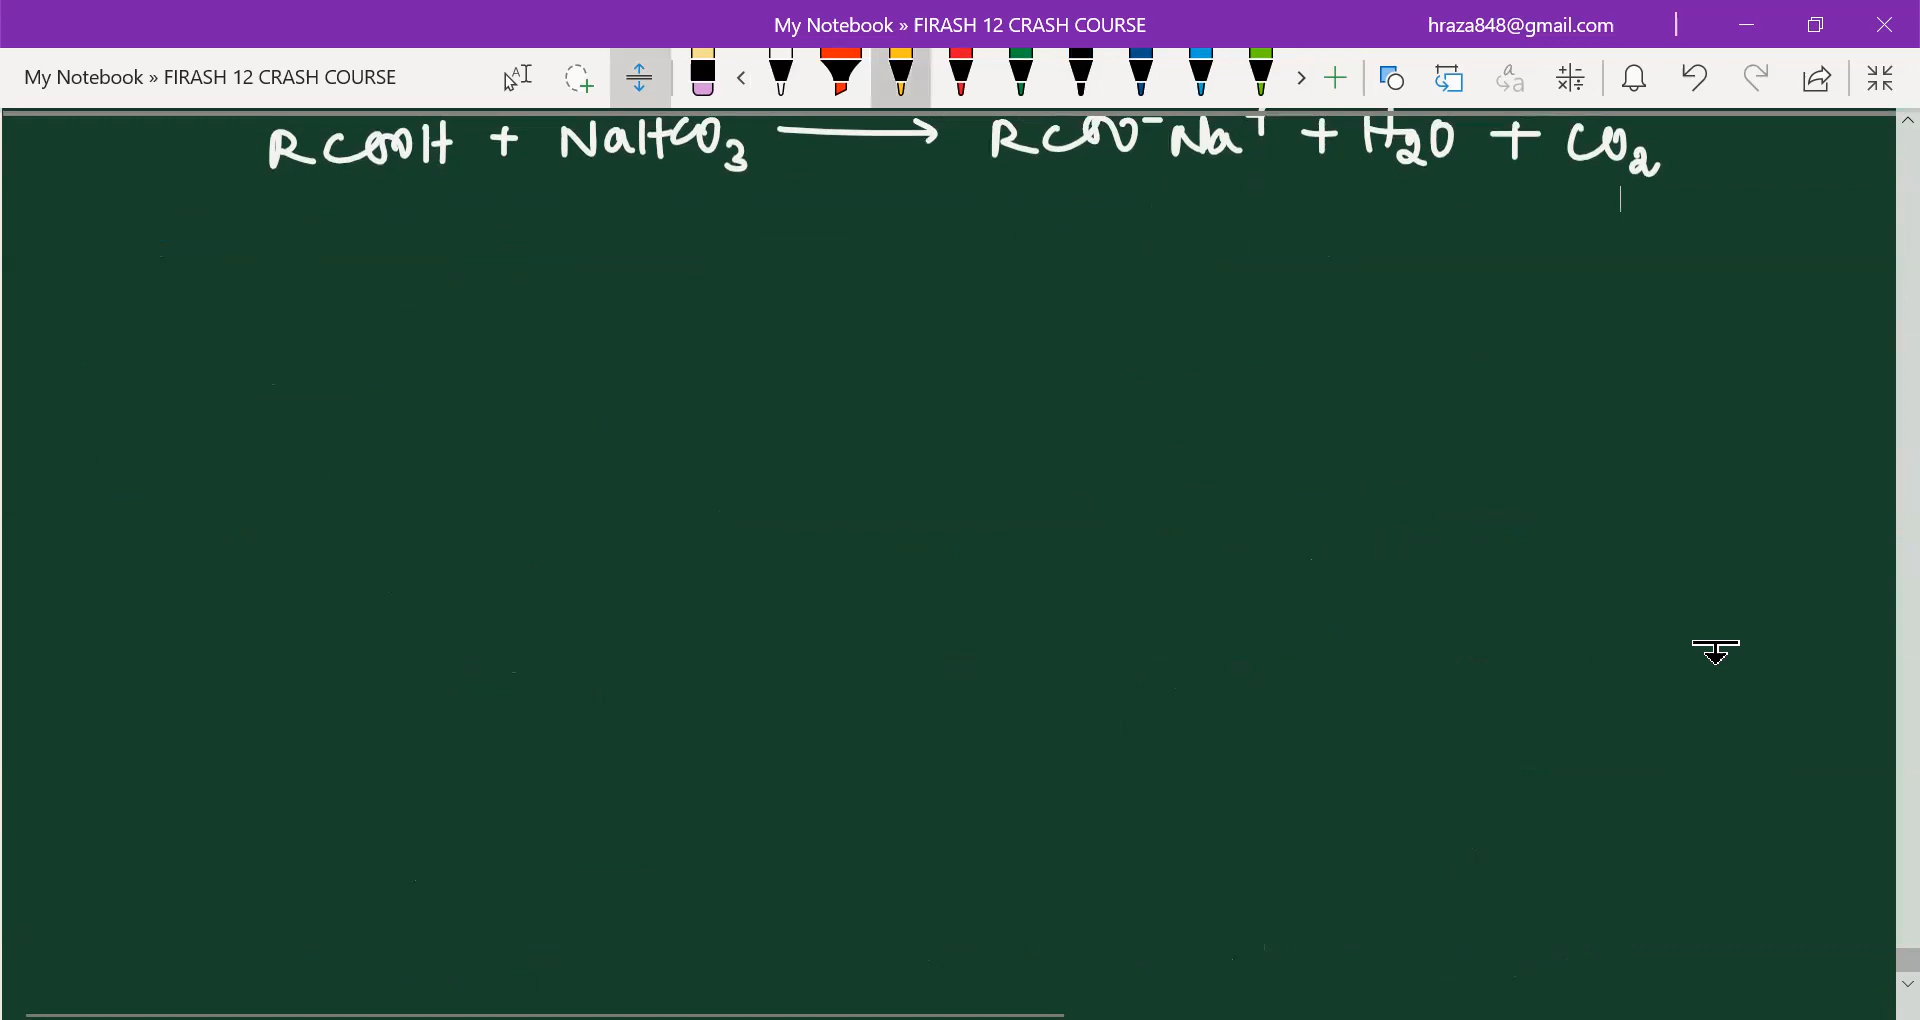 My Notebook » FIRASH 12 CRASH COURSE
hraza848@gmail.com
My Notebook » FIRASH 12 CRASH COURSE
RCOOH + NaHCO₃ ⟶ RCOO⁻Na⁺ + H₂O + CO₂